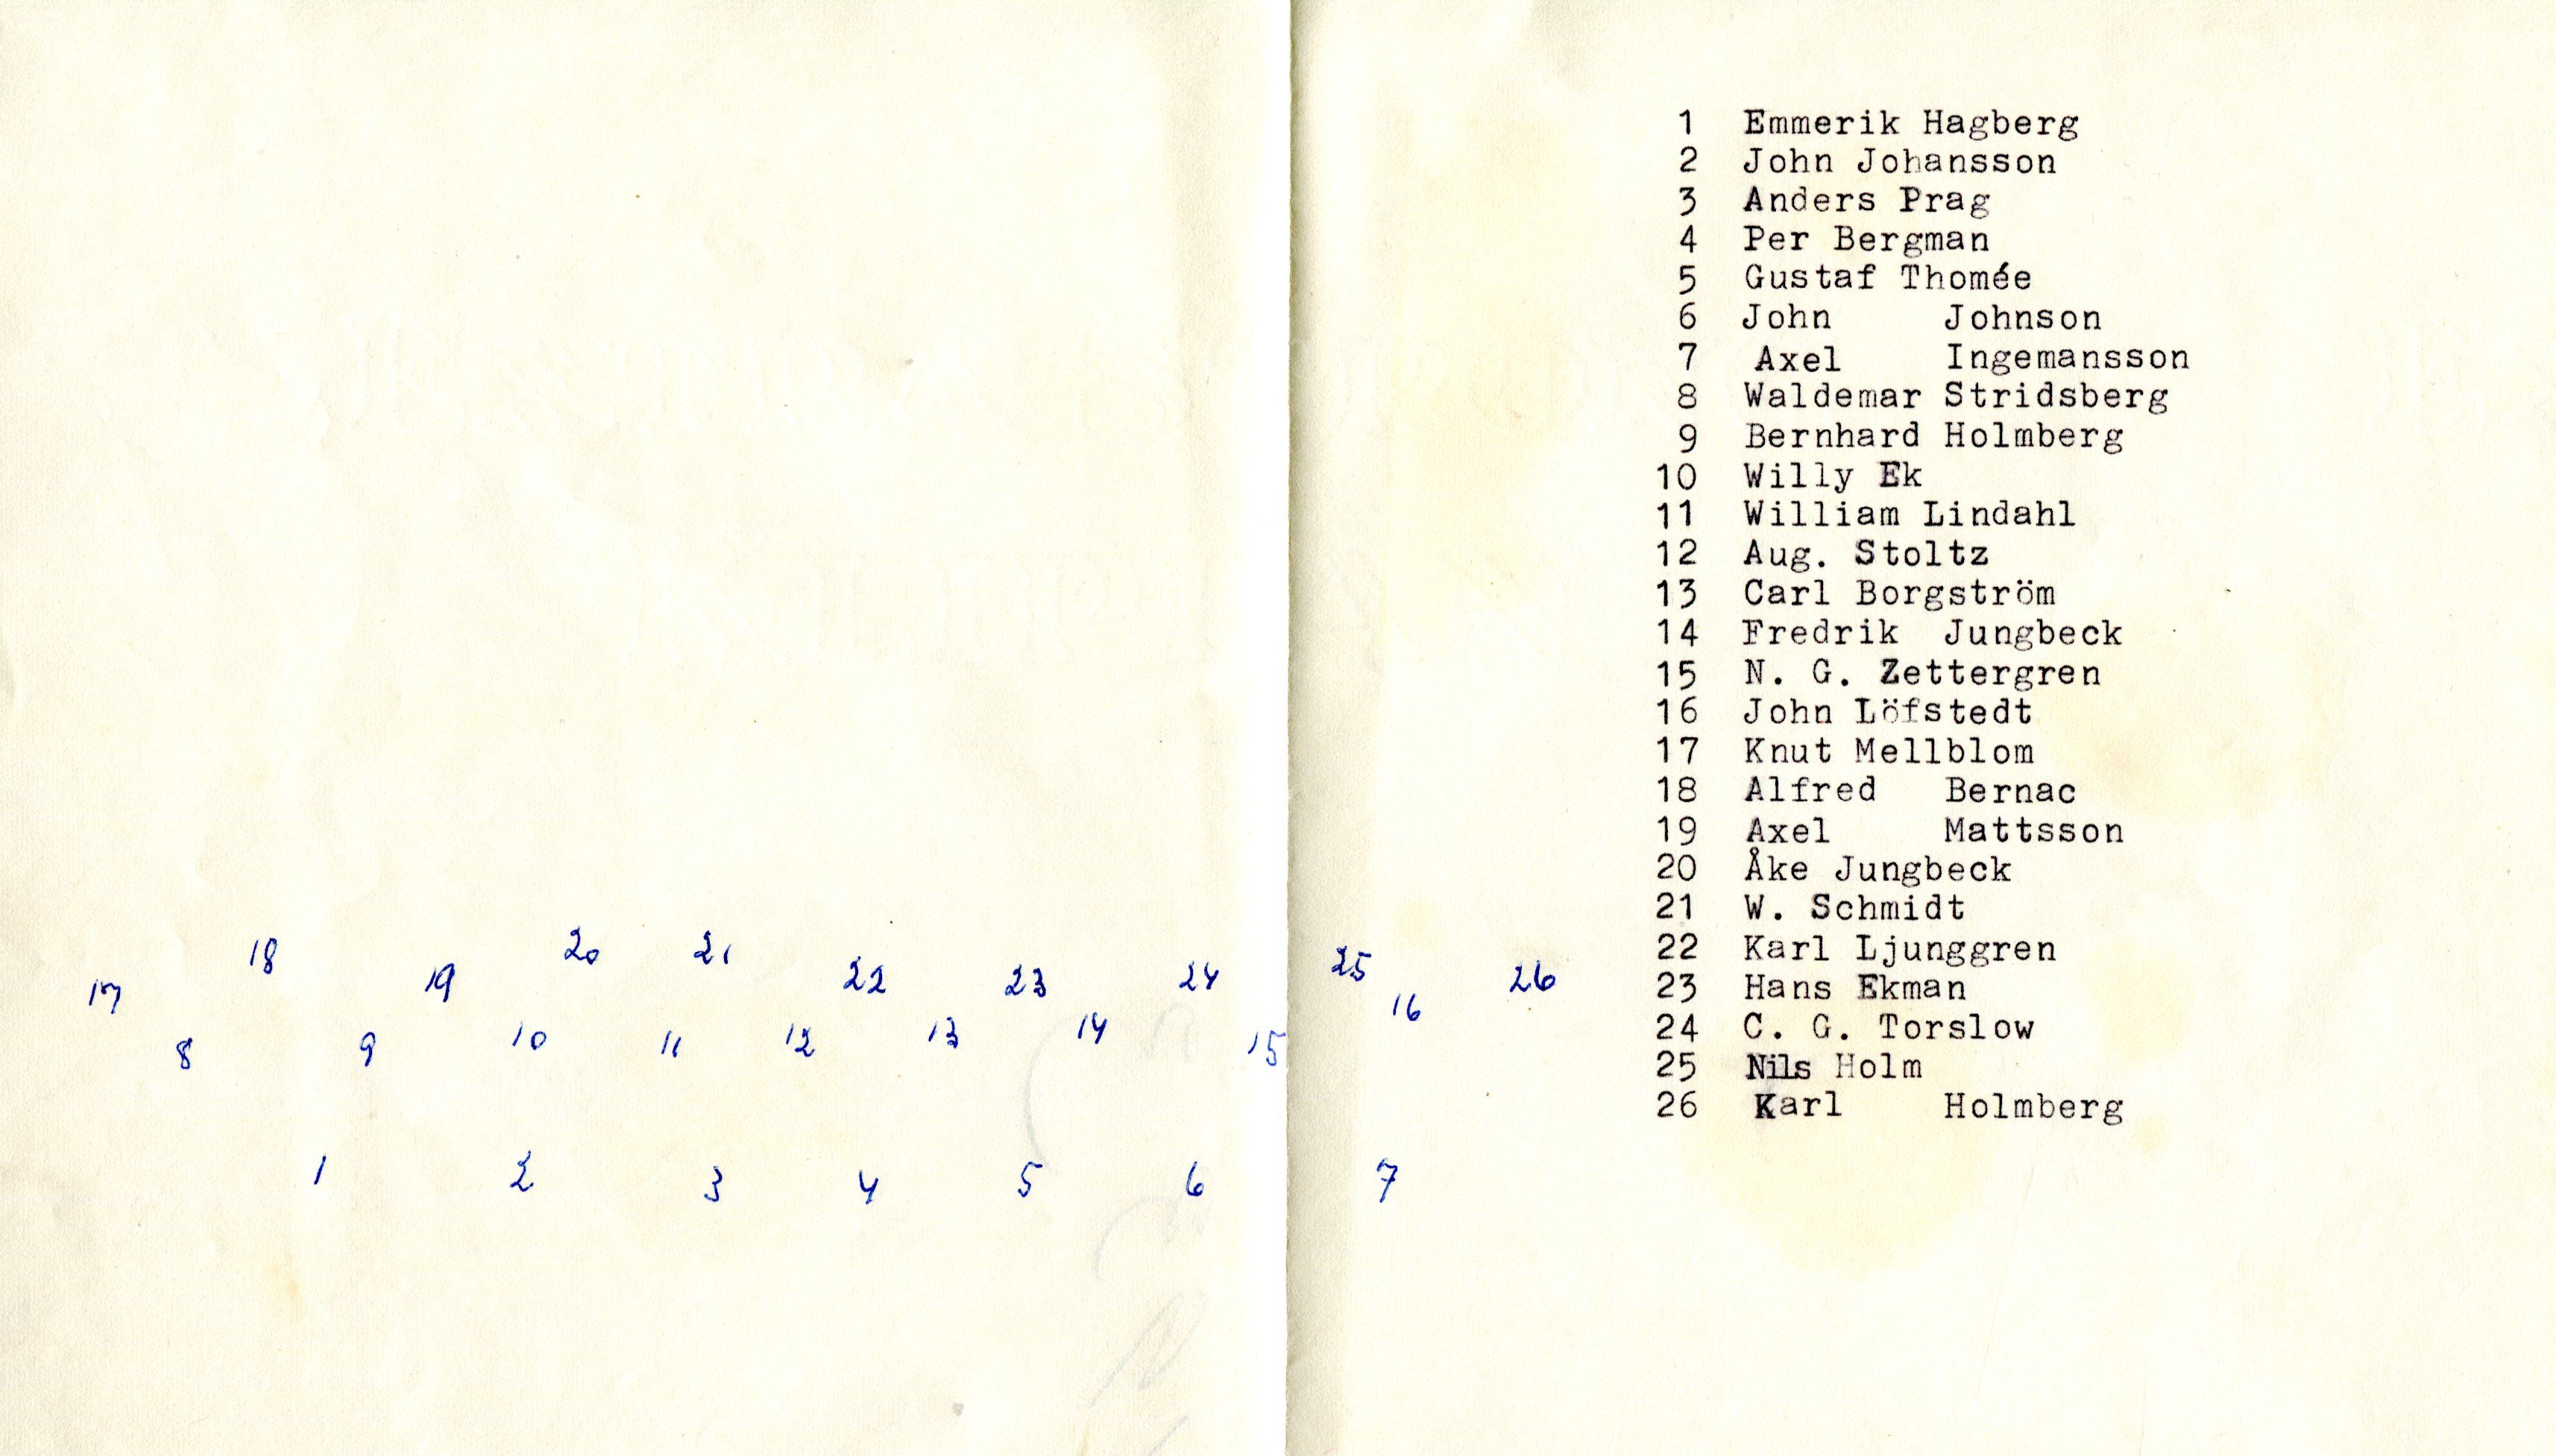 1 Emmerik Hagberg
2 John Johansson
3 Anders Prag
4 Per Bergman
5 Gustaf Thomée
6 John Johnson
7 Axel Ingemansson
8 Waldemar Stridsberg
9 Bernhard Holmberg
10 Willy Ek
11 William Lindahl
12 Aug. Stoltz
13 Carl Borgström
14 Fredrik Jungbeck
15 N. G. Zettergren
16 John Löfstedt
17 Knut Mellblom
18 Alfred Bernac
19 Axel Mattsson
20 Åke Jungbeck
21 W. Schmidt
22 Karl Ljunggren
23 Hans Ekman
24 C. G. Torslow
25 Nils Holm
26 Karl Holmberg
17 18 19 20 21 22 23 24 25 26
8 9 10 11 12 13 14 15 16
1 2 3 4 5 6 7